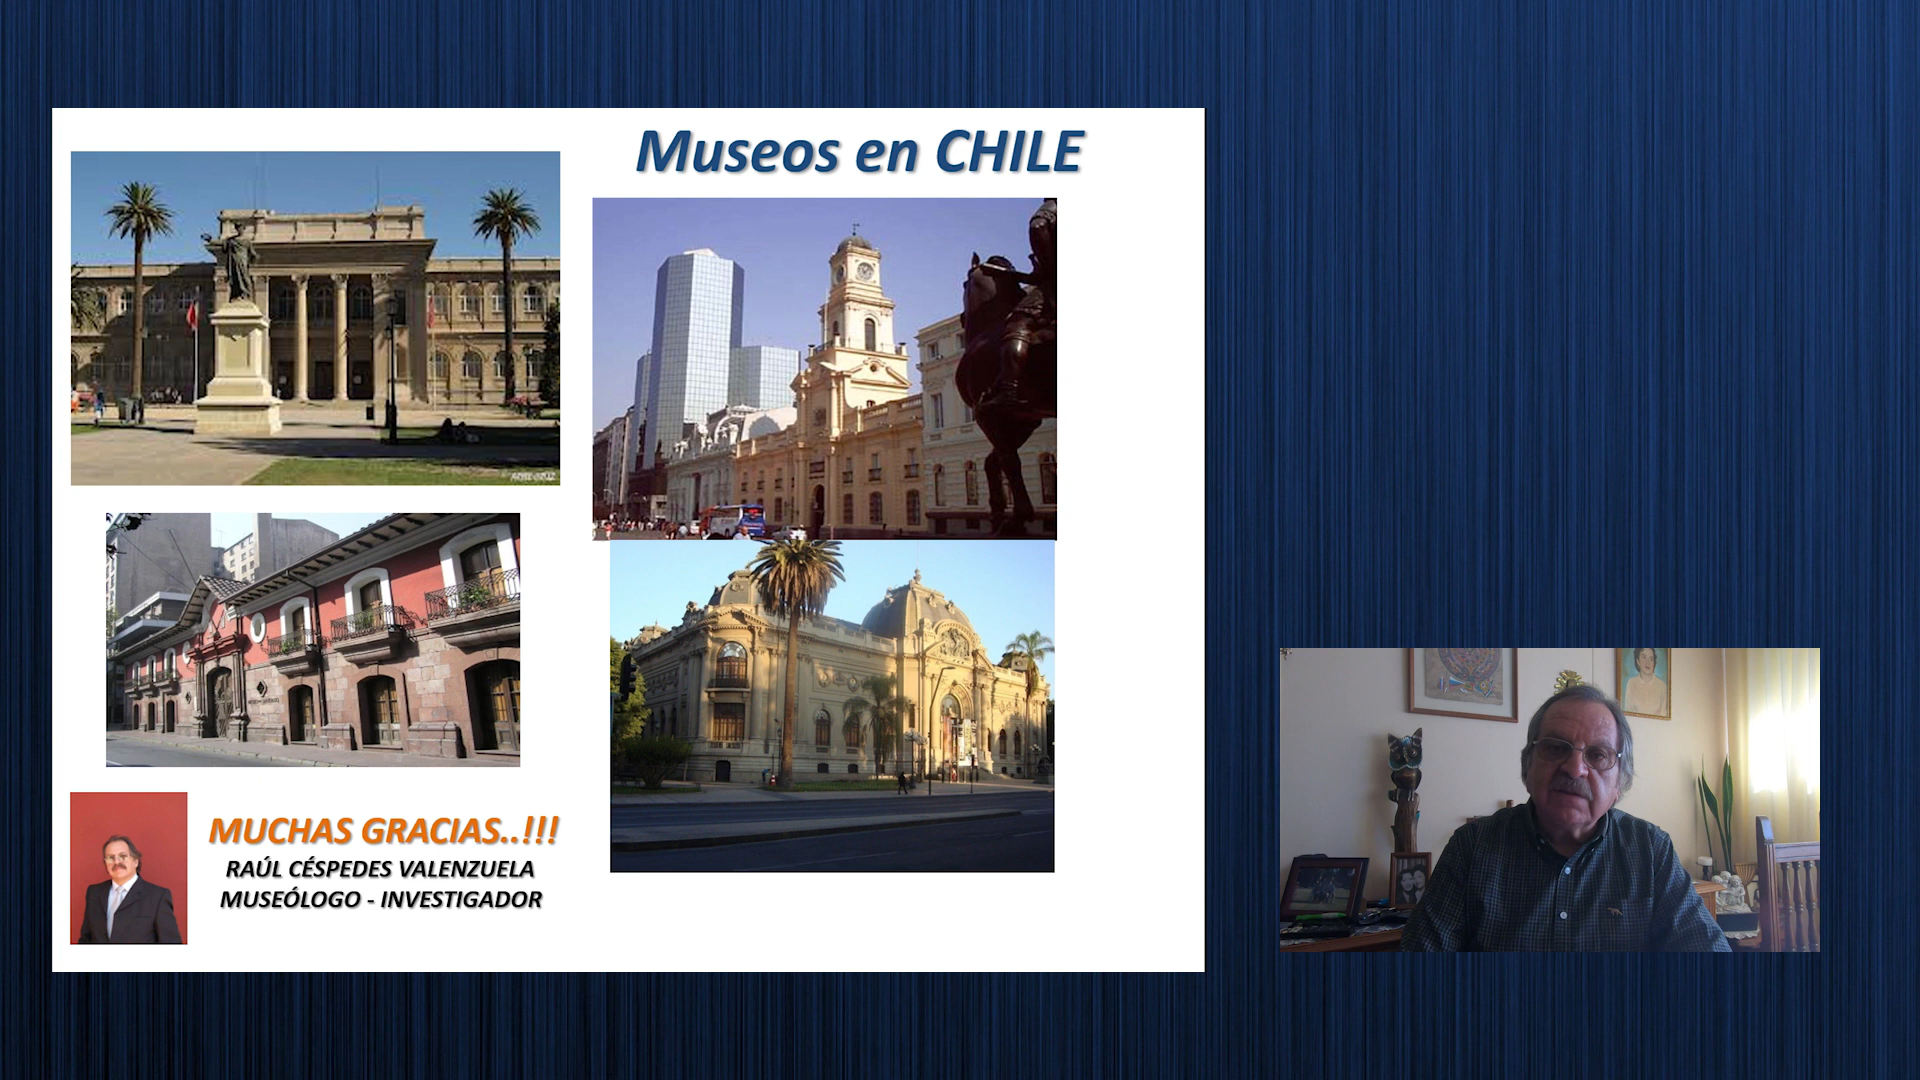 Museos en CHILE
MUCHAS GRACIAS..!!!
RAÚL CÉSPEDES VALENZUELA
MUSEÓLOGO - INVESTIGADOR